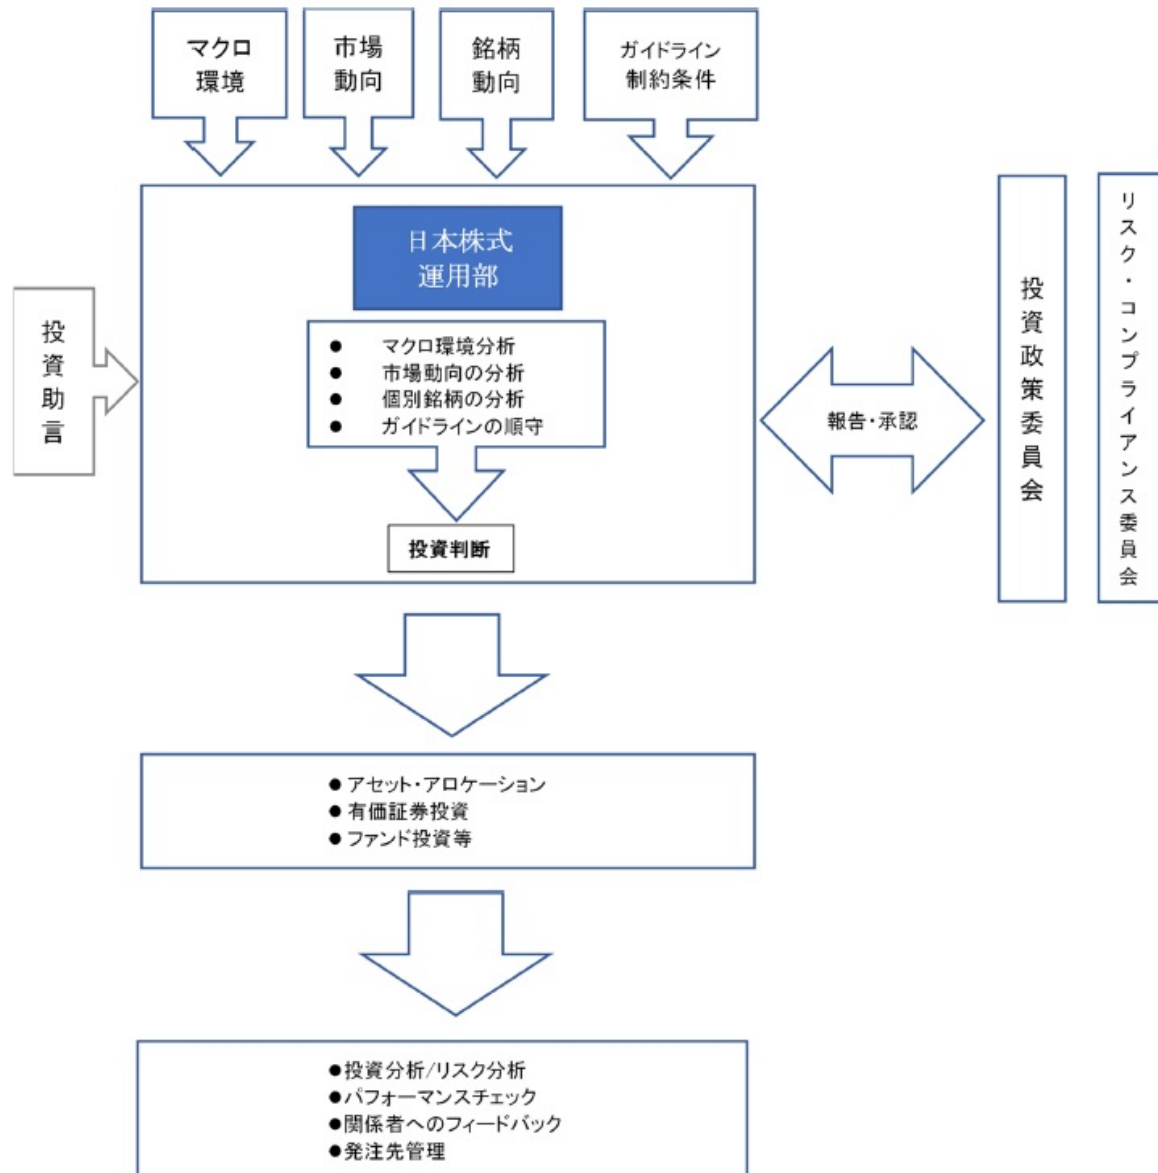 マクロ
環境
市場
動向
銘柄
動向
ガイドライン
制約条件
日本株式
運用部
● マクロ環境分析
● 市場動向の分析
● 個別銘柄の分析
● ガイドラインの順守
投資判断
投資助言
報告・承認
投資政策委員会
リスク・コンプライアンス委員会
●アセット・アロケーション
●有価証券投資
●ファンド投資等
●投資分析/リスク分析
●パフォーマンスチェック
●関係者へのフィードバック
●発注先管理